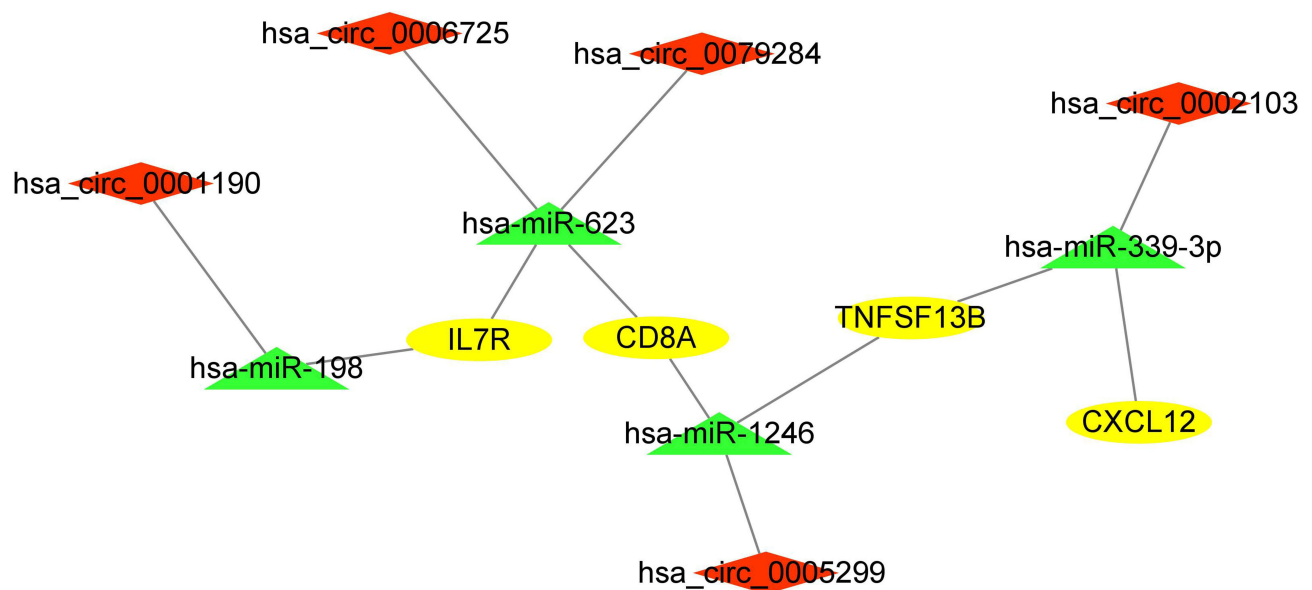 hsa_circ_0006725
hsa_circ_0079284
hsa_circ_0002103
hsa_circ_0001190
hsa-miR-623
hsa-miR-339-3p
TNFSF13B
IL7R
CD8A
hsa-miR-198
CXCL12
hsa-miR-1246
hsa_circ_0005299